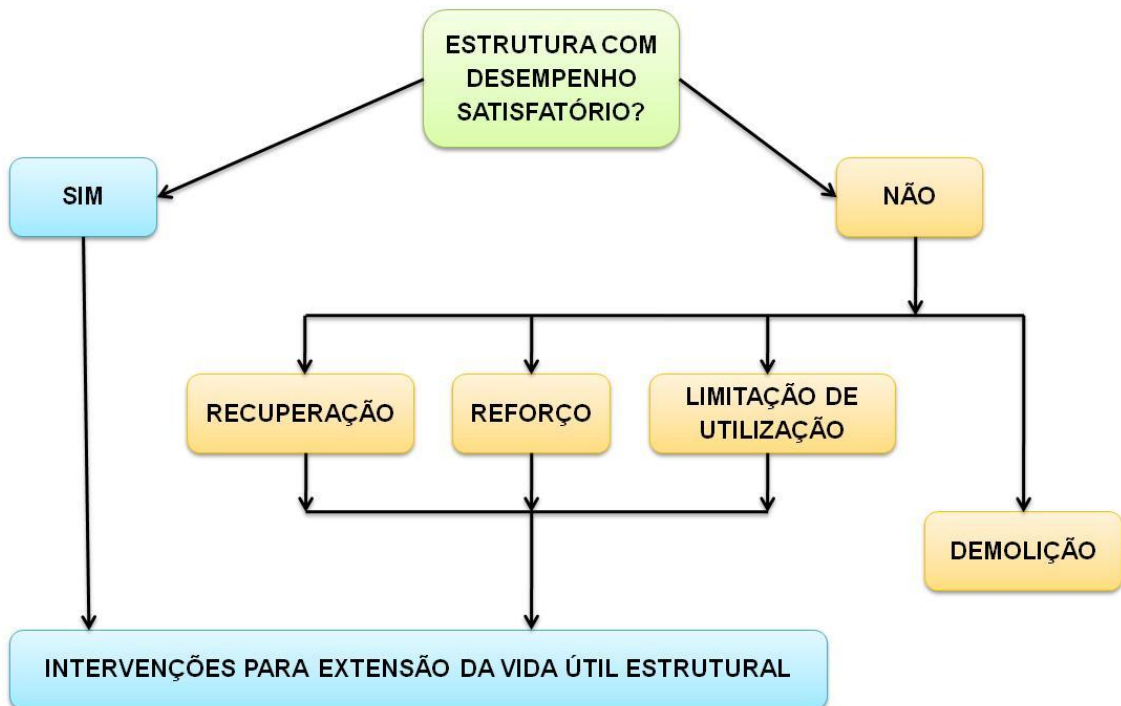 ESTRUTURA COM
DESEMPENHO
SATISFATÓRIO?
SIM
NÃO
RECUPERAÇÃO
REFORÇO
LIMITAÇÃO DE
UTILIZAÇÃO
DEMOLIÇÃO
INTERVENÇÕES PARA EXTENSÃO DA VIDA ÚTIL ESTRUTURAL